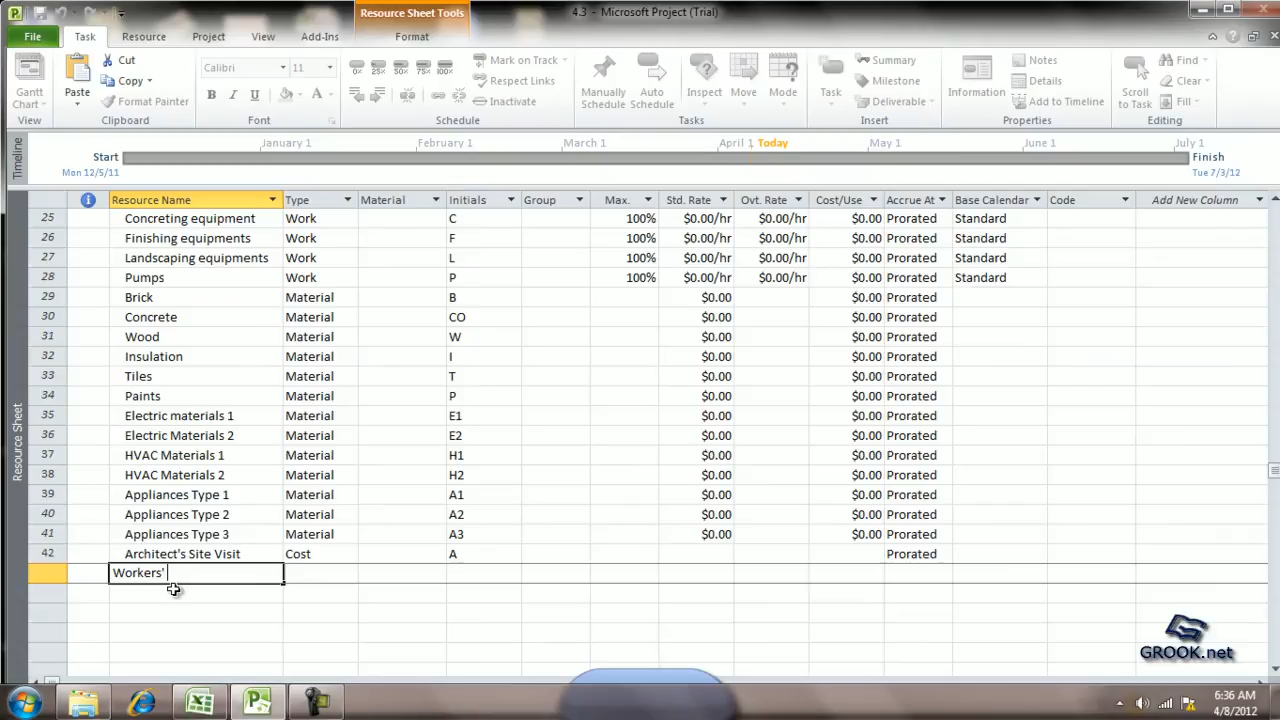 Resource Sheet Tools
4.3 - Microsoft Project (Trial)
File Task Resource Project View Add-Ins Format
Gantt Chart
View
Paste
Cut
Copy
Format Painter
Clipboard
Calibri 11
B I U A
Font
0% 25% 50% 75% 100%
Mark on Track
Respect Links
Inactivate
Schedule
Manually Schedule
Auto Schedule
Inspect
Move
Mode
Tasks
Task
Summary
Milestone
Deliverable
Insert
Information
Notes
Details
Add to Timeline
Properties
Scroll to Task
Find
Clear
Fill
Editing
Timeline
January 1 February 1 March 1 April 1 Today May 1 June 1 July 1
Start
Mon 12/5/11
Finish
Tue 7/3/12
Resource Sheet
Resource Name Type Material Initials Group Max. Std. Rate Ovt. Rate Cost/Use Accrue At Base Calendar Code Add New Column
25 Concreting equipment Work C 100% $0.00/hr $0.00/hr $0.00 Prorated Standard
26 Finishing equipments Work F 100% $0.00/hr $0.00/hr $0.00 Prorated Standard
27 Landscaping equipments Work L 100% $0.00/hr $0.00/hr $0.00 Prorated Standard
28 Pumps Work P 100% $0.00/hr $0.00/hr $0.00 Prorated Standard
29 Brick Material B $0.00 $0.00 Prorated
30 Concrete Material CO $0.00 $0.00 Prorated
31 Wood Material W $0.00 $0.00 Prorated
32 Insulation Material I $0.00 $0.00 Prorated
33 Tiles Material T $0.00 $0.00 Prorated
34 Paints Material P $0.00 $0.00 Prorated
35 Electric materials 1 Material E1 $0.00 $0.00 Prorated
36 Electric Materials 2 Material E2 $0.00 $0.00 Prorated
37 HVAC Materials 1 Material H1 $0.00 $0.00 Prorated
38 HVAC Materials 2 Material H2 $0.00 $0.00 Prorated
39 Appliances Type 1 Material A1 $0.00 $0.00 Prorated
40 Appliances Type 2 Material A2 $0.00 $0.00 Prorated
41 Appliances Type 3 Material A3 $0.00 $0.00 Prorated
42 Architect's Site Visit Cost A Prorated
Workers'
GROOK.net
6:36 AM
4/8/2012